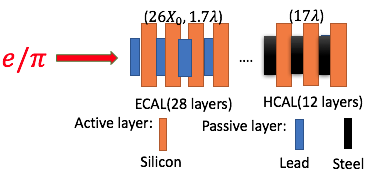 (26X₀, 1.7λ) (17λ)
e/π
....
ECAL(28 layers) HCAL(12 layers)
Active layer: Passive layer:
Silicon Lead Steel